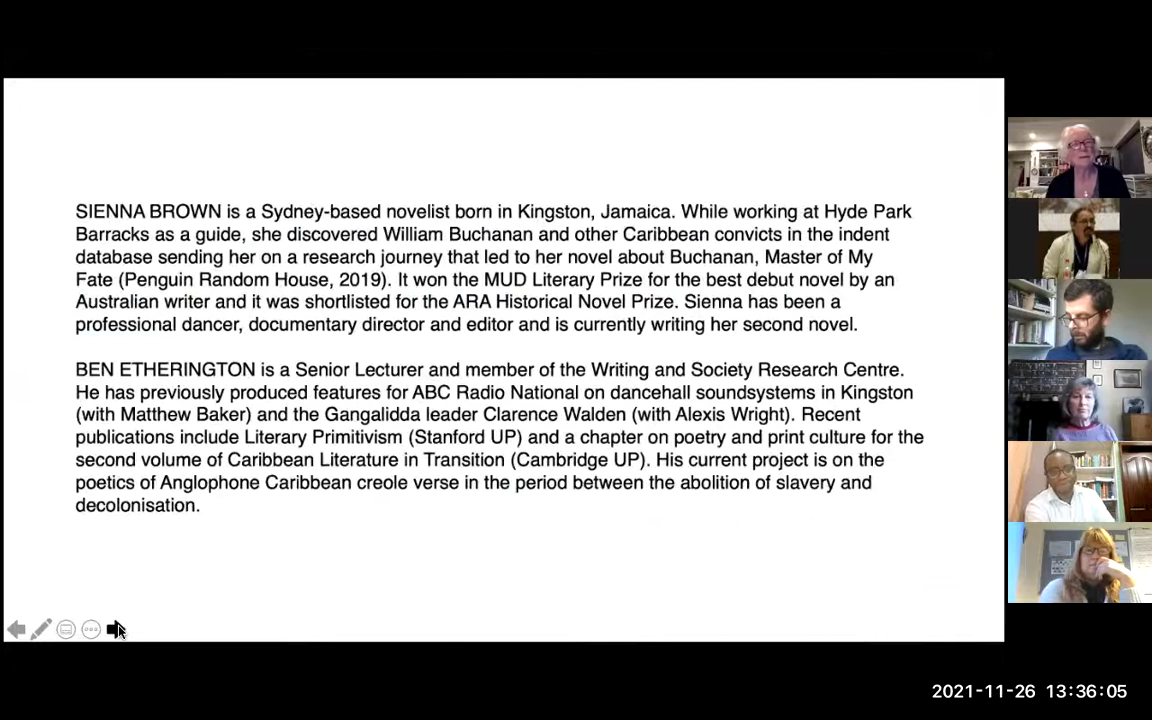 SIENNA BROWN is a Sydney-based novelist born in Kingston, Jamaica. While working at Hyde Park
Barracks as a guide, she discovered William Buchanan and other Caribbean convicts in the indent
database sending her on a research journey that led to her novel about Buchanan, Master of My
Fate (Penguin Random House, 2019). It won the MUD Literary Prize for the best debut novel by an
Australian writer and it was shortlisted for the ARA Historical Novel Prize. Sienna has been a
professional dancer, documentary director and editor and is currently writing her second novel.
BEN ETHERINGTON is a Senior Lecturer and member of the Writing and Society Research Centre.
He has previously produced features for ABC Radio National on dancehall soundsystems in Kingston
(with Matthew Baker) and the Gangalidda leader Clarence Walden (with Alexis Wright). Recent
publications include Literary Primitivism (Stanford UP) and a chapter on poetry and print culture for the
second volume of Caribbean Literature in Transition (Cambridge UP). His current project is on the
poetics of Anglophone Caribbean creole verse in the period between the abolition of slavery and
decolonisation.
2021-11-26 13:36:05